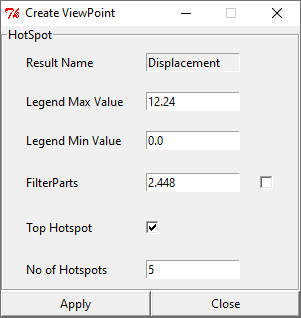 Create ViewPoint
HotSpot
Result Name Displacement
Legend Max Value 12.24
Legend Min Value 0.0
FilterParts 2.448
Top Hotspot
No of Hotspots 5
Apply Close